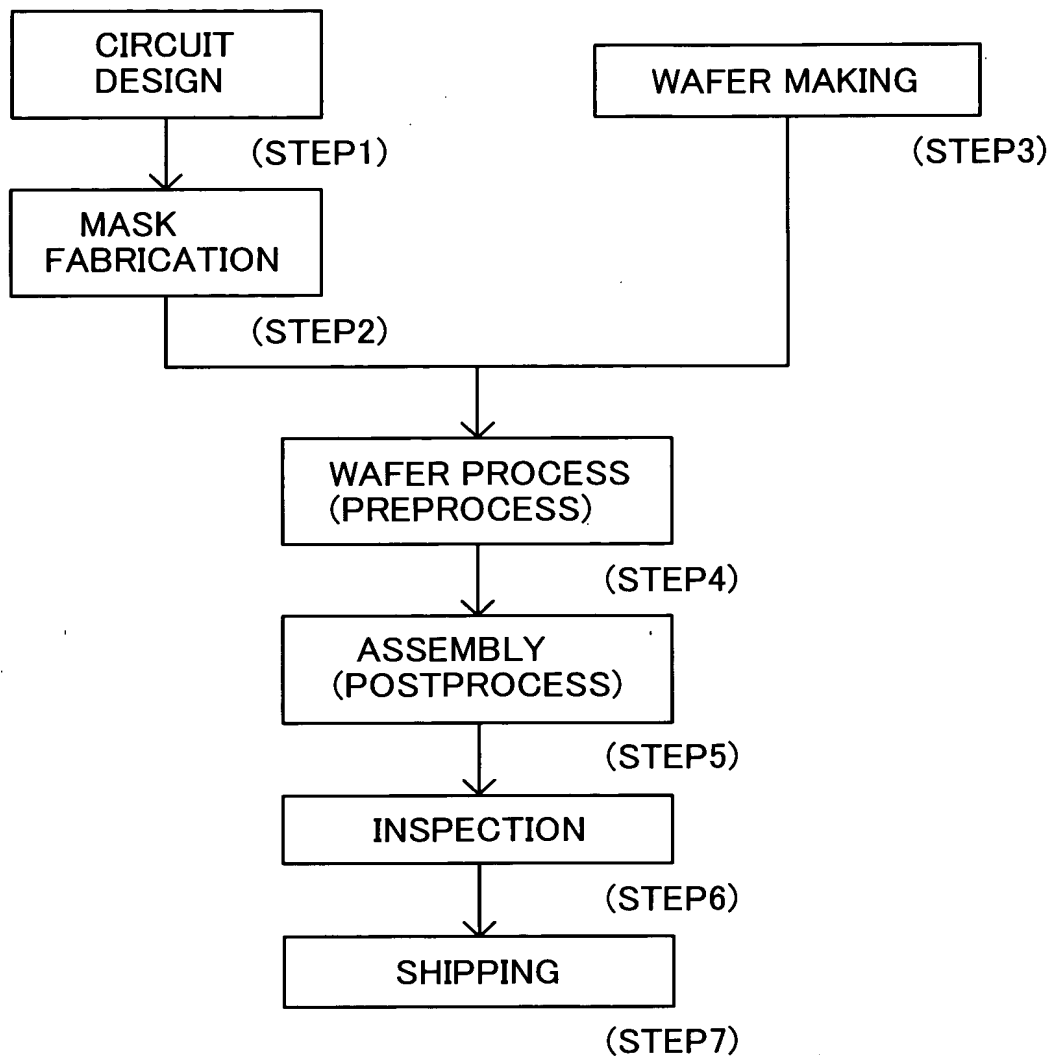 CIRCUIT
DESIGN
(STEP1)
MASK
FABRICATION
(STEP2)
WAFER MAKING
(STEP3)
WAFER PROCESS
(PREPROCESS)
(STEP4)
ASSEMBLY
(POSTPROCESS)
(STEP5)
INSPECTION
(STEP6)
SHIPPING
(STEP7)